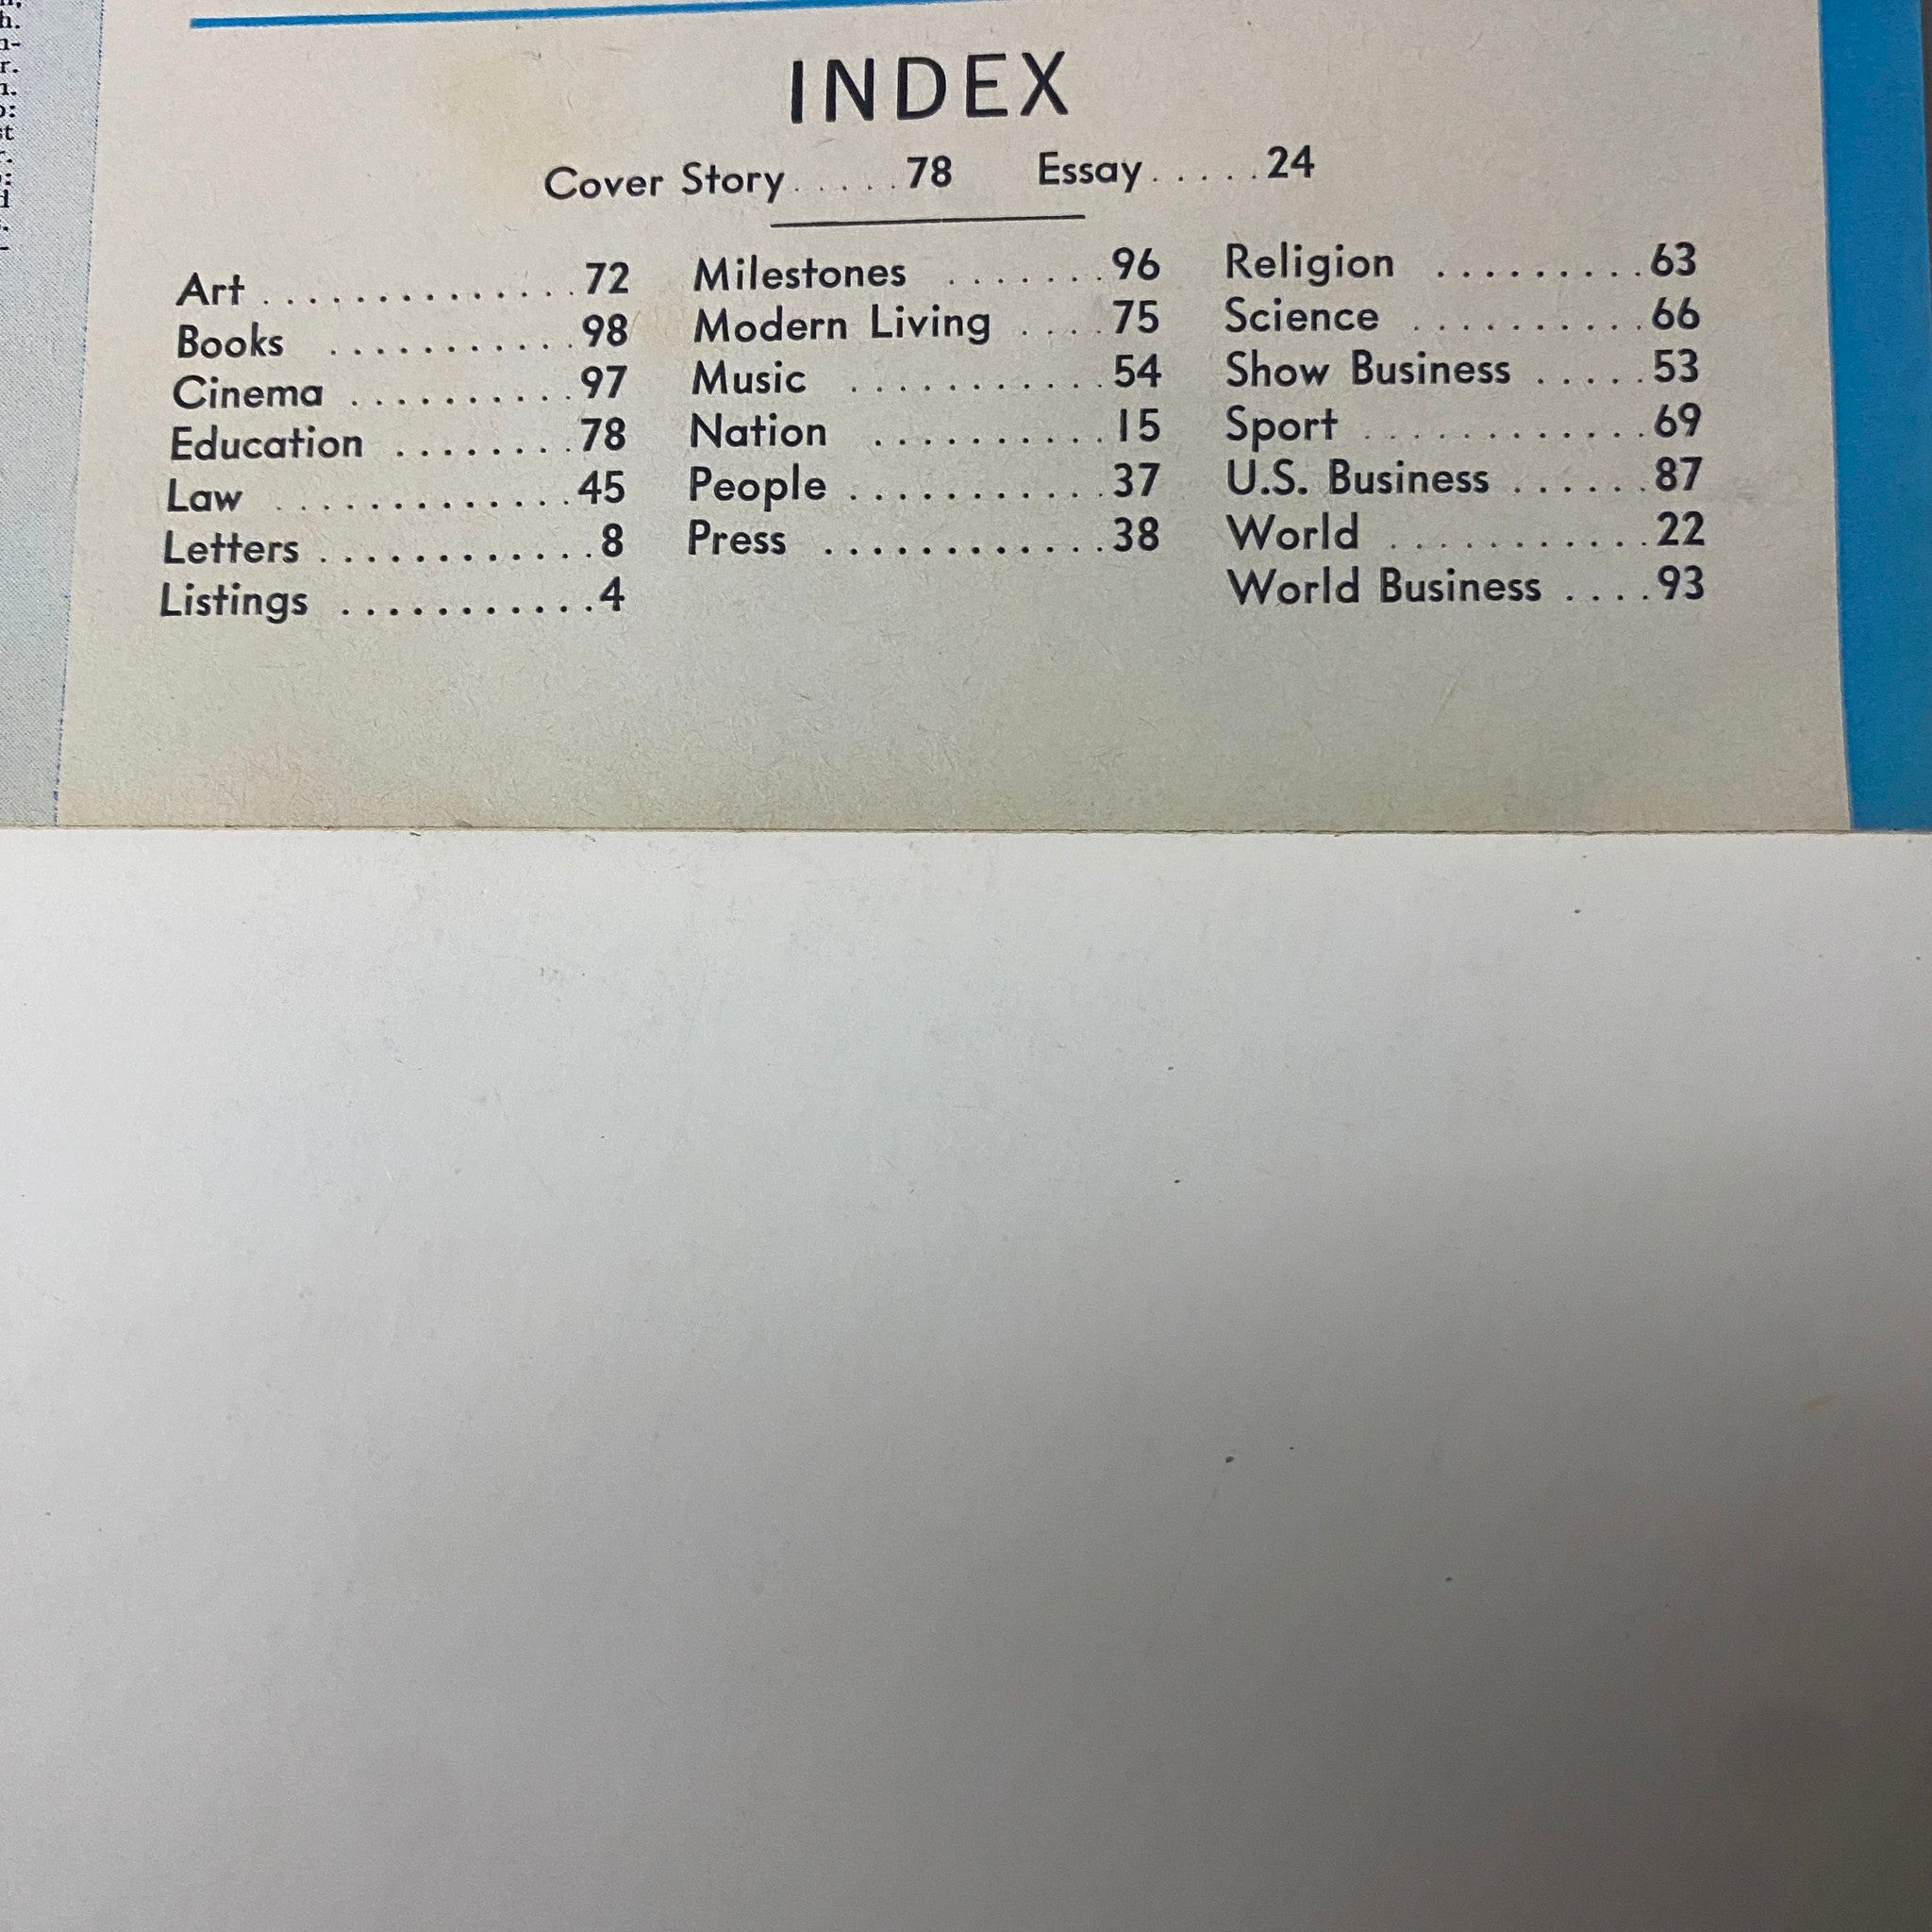 INDEX
Cover Story.....78 Essay.....24
Art..............72
Books ...........98
Cinema ..........97
Education ........78
Law .............45
Letters ............8
Listings ...........4
Milestones .......96
Modern Living ....75
Music ...........54
Nation ..........15
People ...........37
Press ............38
Religion .........63
Science ..........66
Show Business .....53
Sport ............69
U.S. Business ......87
World ...........22
World Business ....93